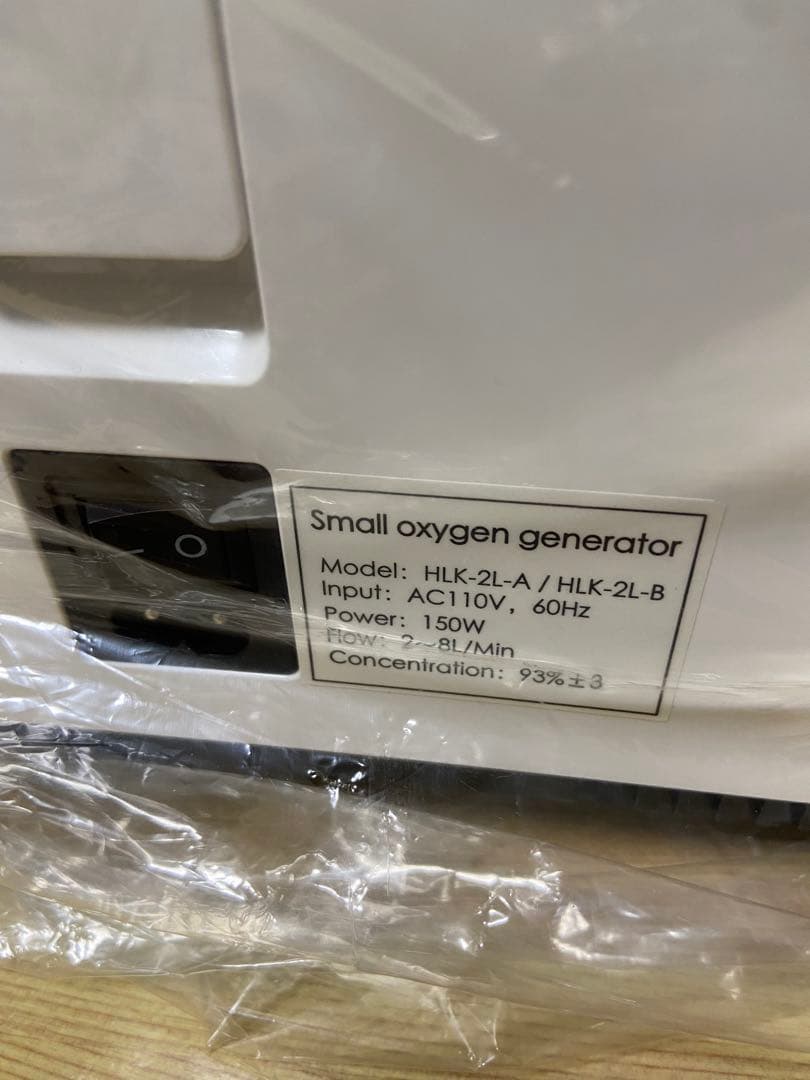 Small oxygen generator
Model: HLK-2L-A / HLK-2L-B
Input: AC110V, 60Hz
Power: 150W
Flow: 2~8L/Min
Concentration: 93%±3
— O